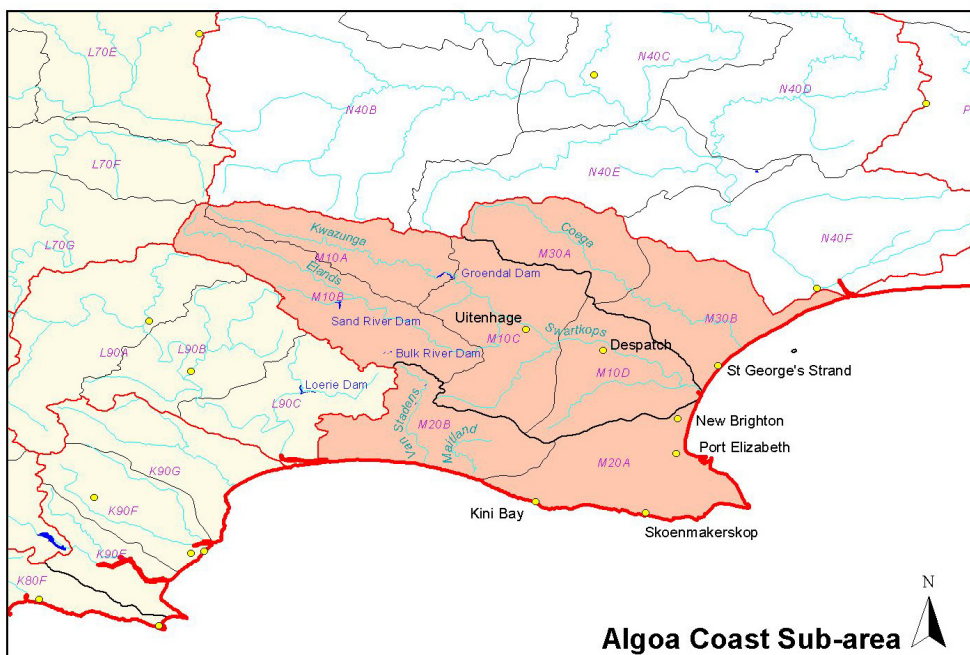 L70E
N40C
N40D
P
N40B
L70F
N40E
L70G
Kwazunga
M10A
Coega
M30A
N40F
Elands
M10B
Groendal Dam
Sand River Dam
Uitenhage
Swartkops
M30B
L90A
L90B
Bulk River Dam
M10C
Despatch
St George's Strand
Loerie Dam
M10D
L90C
Van Stadens
M20B
Maitland
New Brighton
Port Elizabeth
M20A
K90G
K90F
Kini Bay
Skoenmakerskop
K90E
K80F
N
Algoa Coast Sub-area